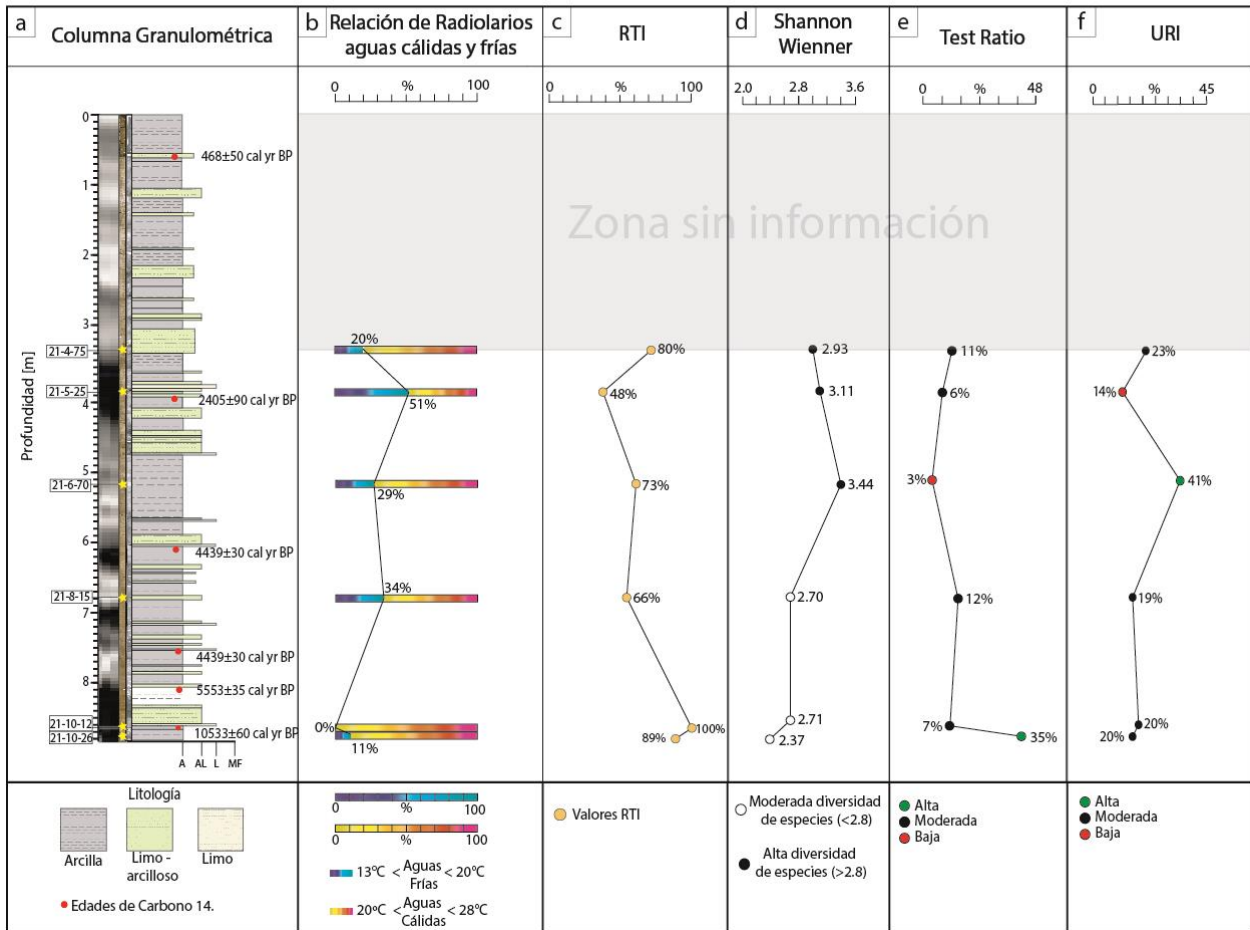 a
Columna Granulométrica
b
Relación de Radiolarios
aguas cálidas y frías
c
RTI
d
Shannon
Wienner
e
Test Ratio
f
URI
0 % 100
0 % 100
2.0 2.8 3.6
0 % 48
0 % 45
Zona sin información
Profundidad [m]
0
1
2
3
4
5
6
7
8
21-4-75
21-5-25
21-6-70
21-8-15
21-10-12
21-10-26
468±50 cal yr BP
2405±90 cal yr BP
4439±30 cal yr BP
4439±30 cal yr BP
5553±35 cal yr BP
10533±60 cal yr BP
A AL L MF
20%
51%
29%
34%
0%
11%
80%
48%
73%
66%
100%
89%
2.93
3.11
3.44
2.70
2.71
2.37
11%
6%
3%
12%
7%
35%
23%
14%
41%
19%
20%
20%
Litología
Arcilla
Limo -
arcilloso
Limo
Edades de Carbono 14.
0 % 100
0 % 100
13°C < Aguas < 20°C
Frías
20°C < Aguas < 28°C
Cálidas
Valores RTI
Moderada diversidad
de especies (<2.8)
Alta diversidad
de especies (>2.8)
Alta
Moderada
Baja
Alta
Moderada
Baja